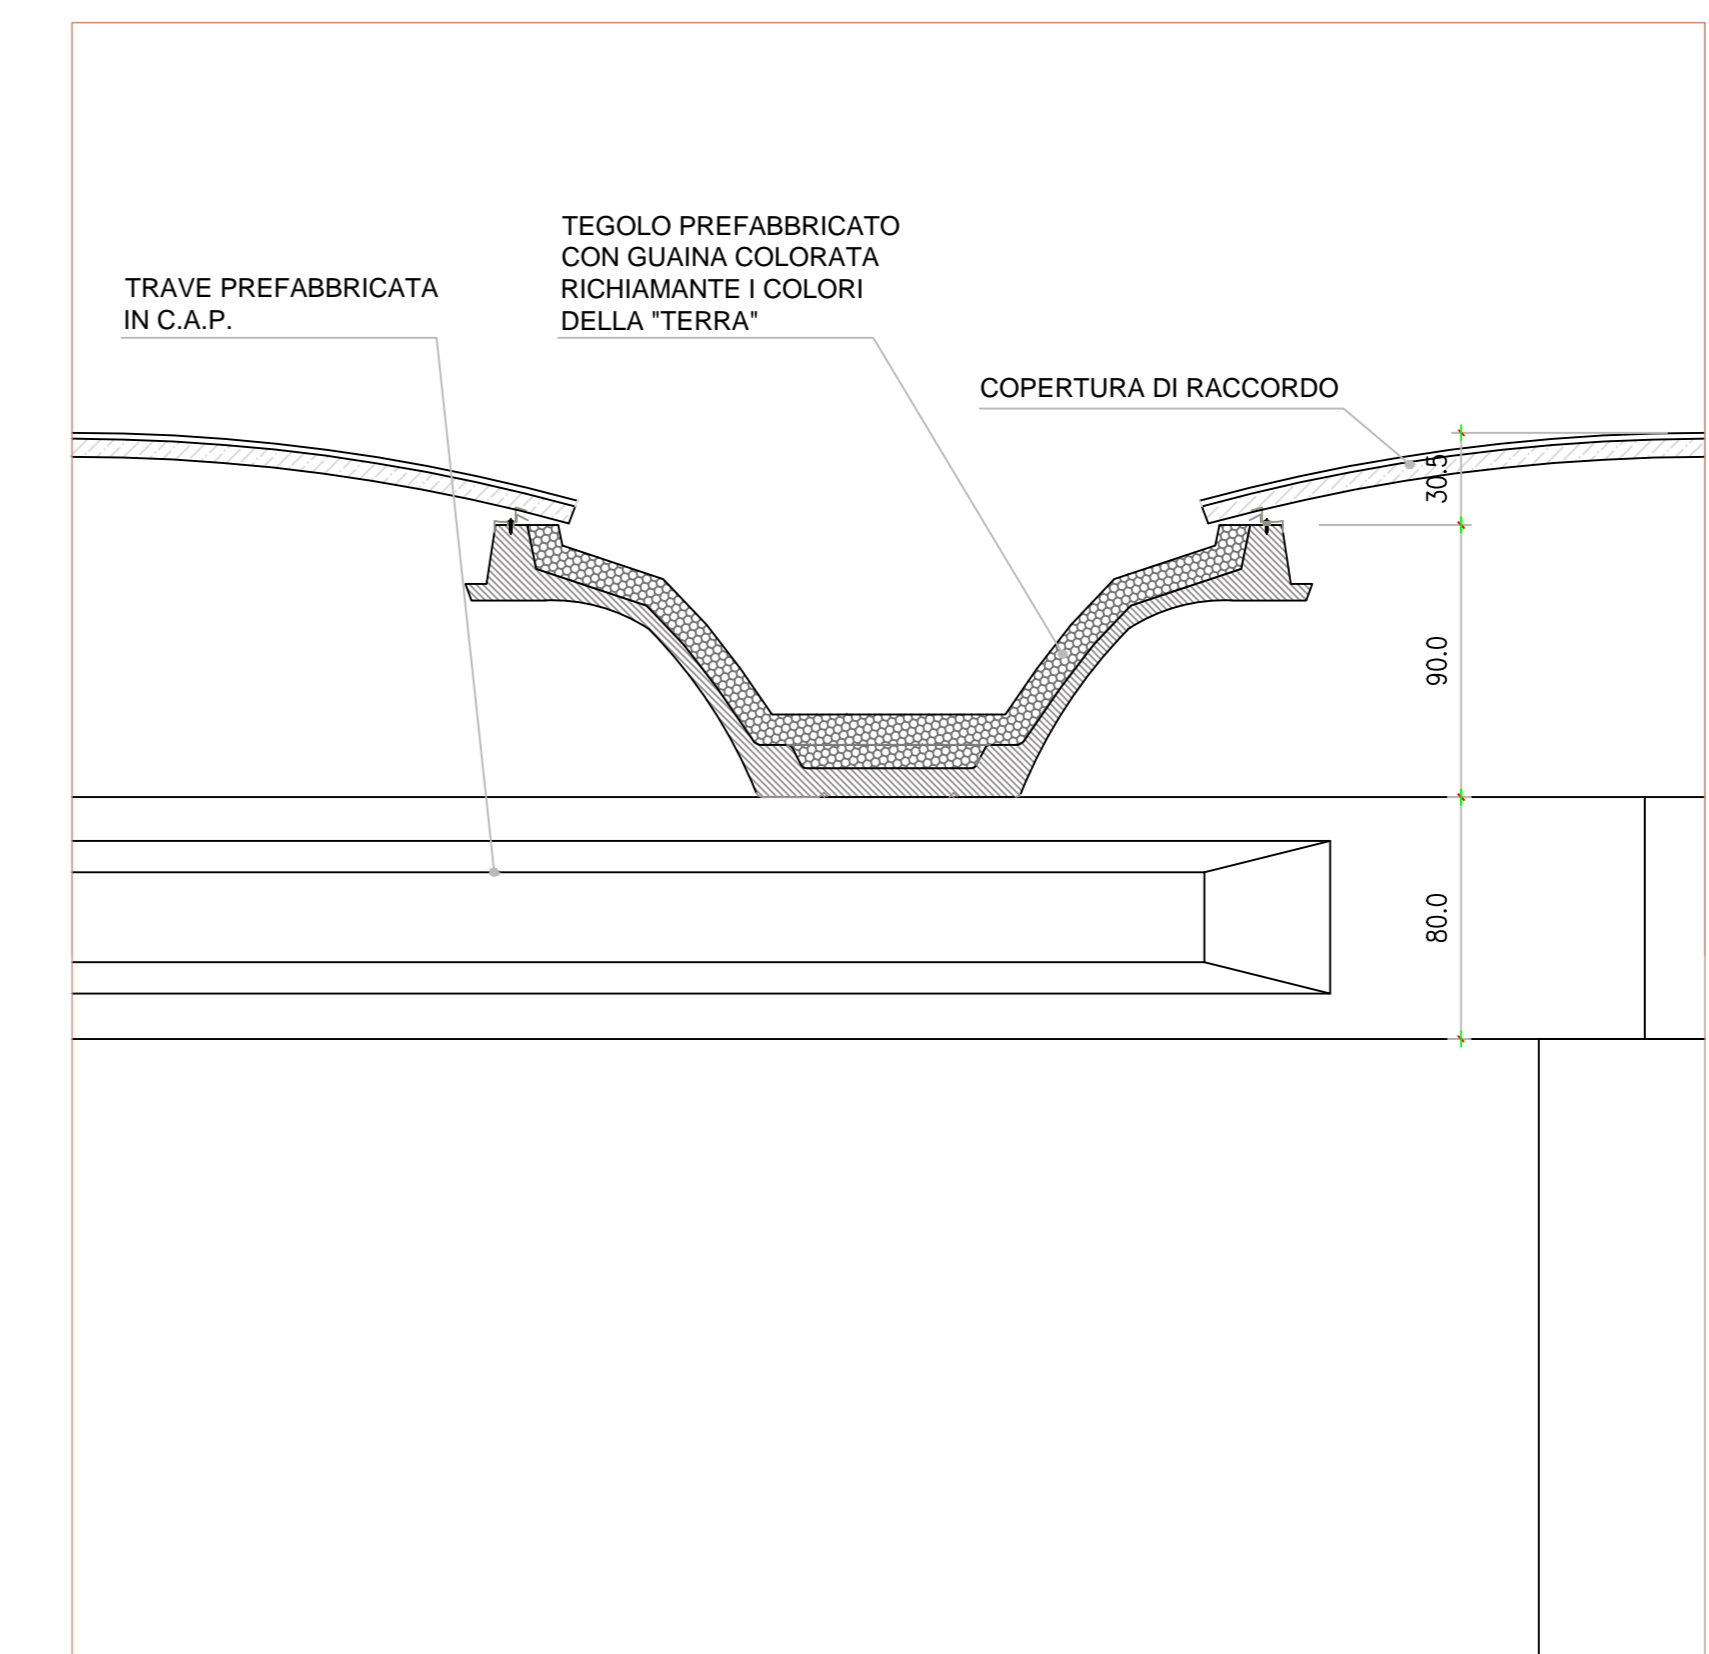 TEGOLO PREFABBRICATO
CON GUAINA COLORATA
RICHIAMANTE I COLORI
DELLA "TERRA"
TRAVE PREFABBRICATA
IN C.A.P.
COPERTURA DI RACCORDO
30.5
90.0
80.0